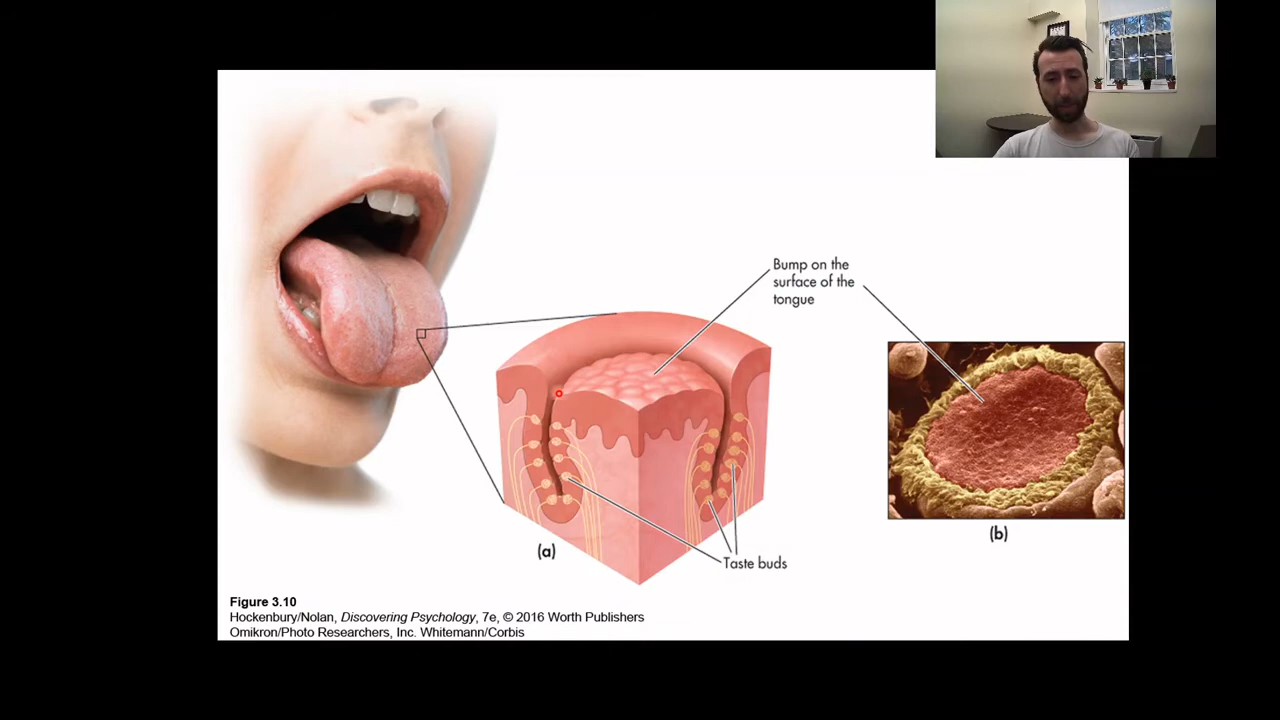 Bump on the
surface of the
tongue
(a)
(b)
Taste buds
Figure 3.10
Hockenbury/Nolan, Discovering Psychology, 7e, © 2016 Worth Publishers
Omikron/Photo Researchers, Inc. Whitemann/Corbis